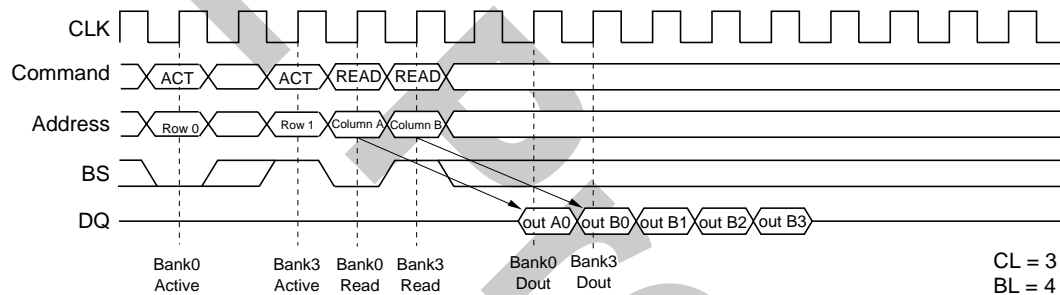 CLK
Command ACT ACT READ READ
Address Row 0 Row 1 Column A Column B
BS
DQ out A0 out B0 out B1 out B2 out B3
Bank0 Active
Bank3 Active
Bank0 Read
Bank3 Read
Bank0 Dout
Bank3 Dout
CL = 3
BL = 4